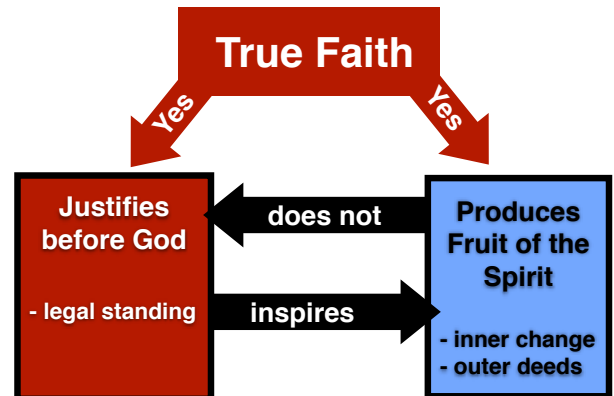 True Faith
Yes
Yes
Justifies
before God
- legal standing
does not
inspires
Produces
Fruit of the
Spirit
- inner change
- outer deeds